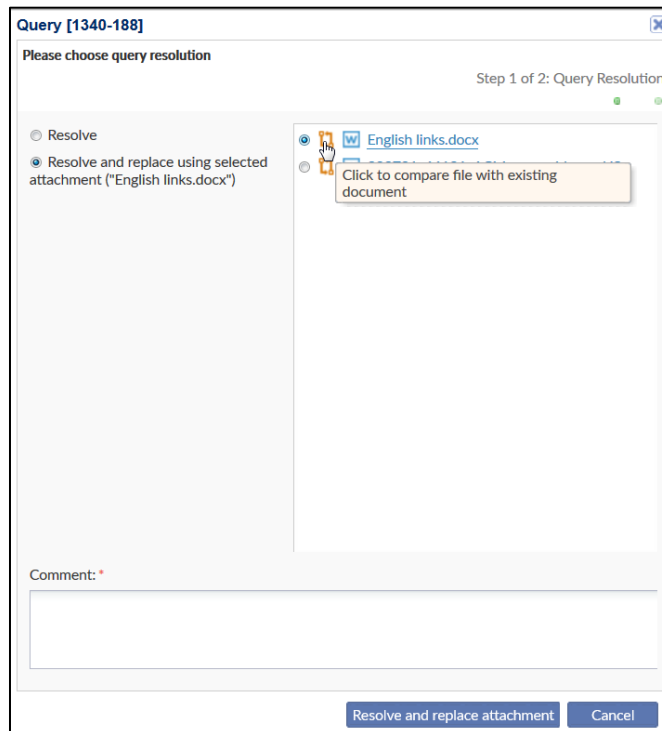 Query [1340-188]
Please choose query resolution
Step 1 of 2: Query Resolution
Resolve
Resolve and replace using selected
attachment ("English links.docx")
W English links.docx
Click to compare file with existing
document
Comment: *
Resolve and replace attachment
Cancel